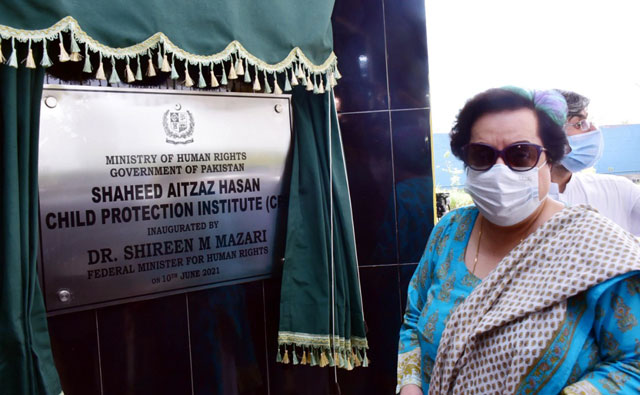 MINISTRY OF HUMAN RIGHTS
GOVERNMENT OF PAKISTAN
SHAHEED AITZAZ HASAN
CHILD PROTECTION INSTITUTE
INAUGURATED BY
DR. SHIREEN M MAZARI
FEDERAL MINISTER FOR HUMAN RIGHTS
ON 10TH JUNE 2021